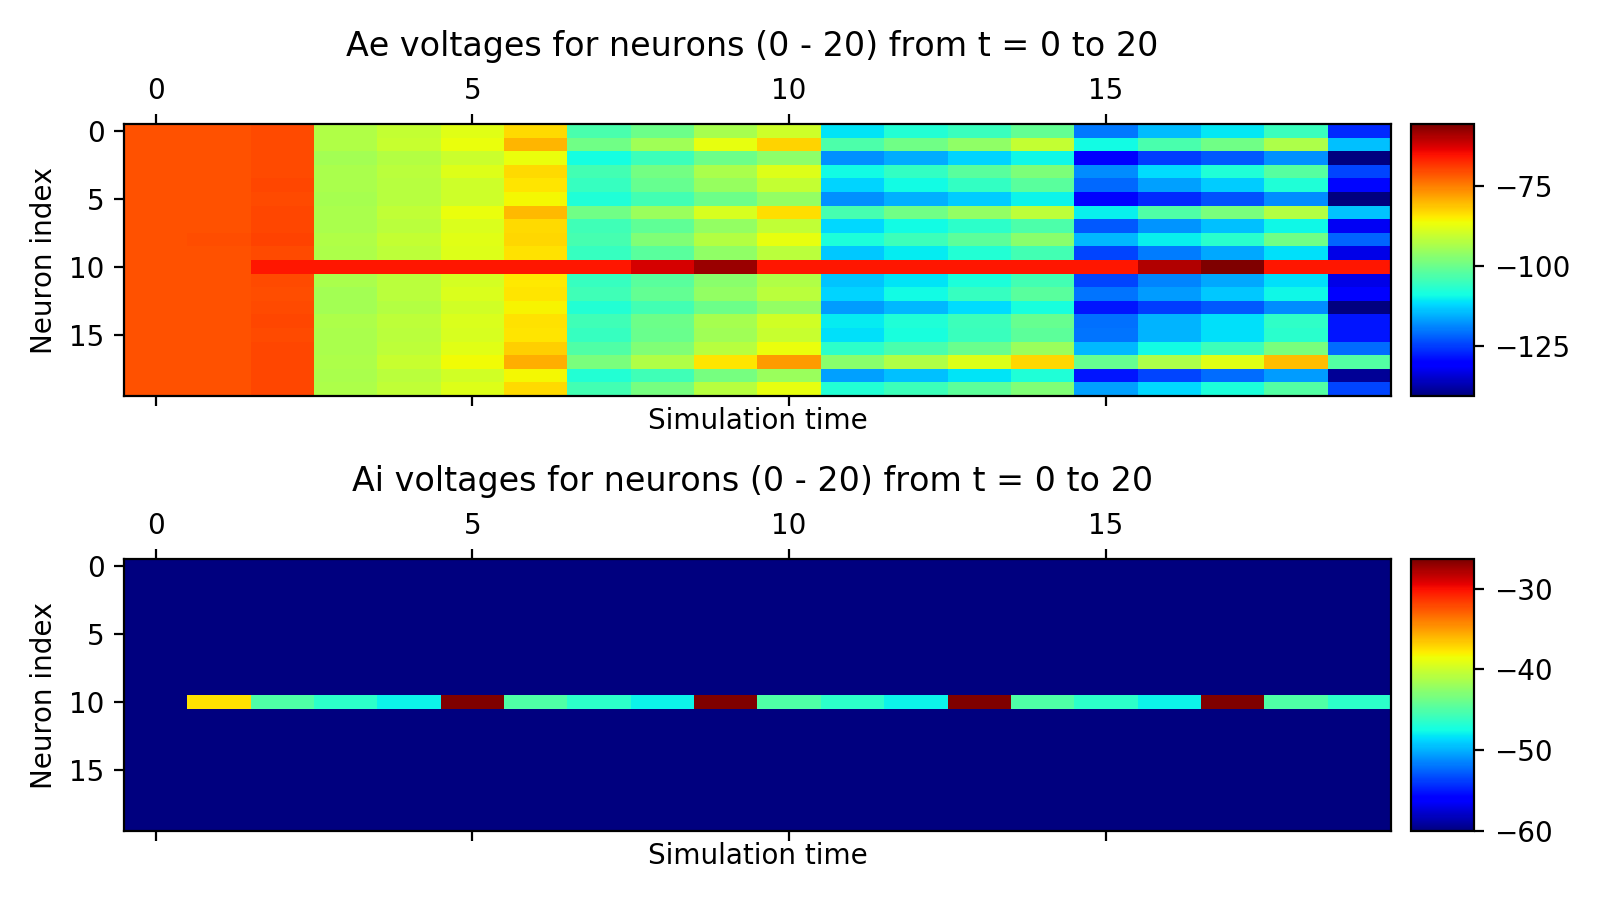 Ae voltages for neurons (0 - 20) from t = 0 to 20
0 5 10 15
Neuron index
0
5
10
15
Simulation time
−75
−100
−125
Ai voltages for neurons (0 - 20) from t = 0 to 20
0 5 10 15
Neuron index
0
5
10
15
Simulation time
−30
−40
−50
−60